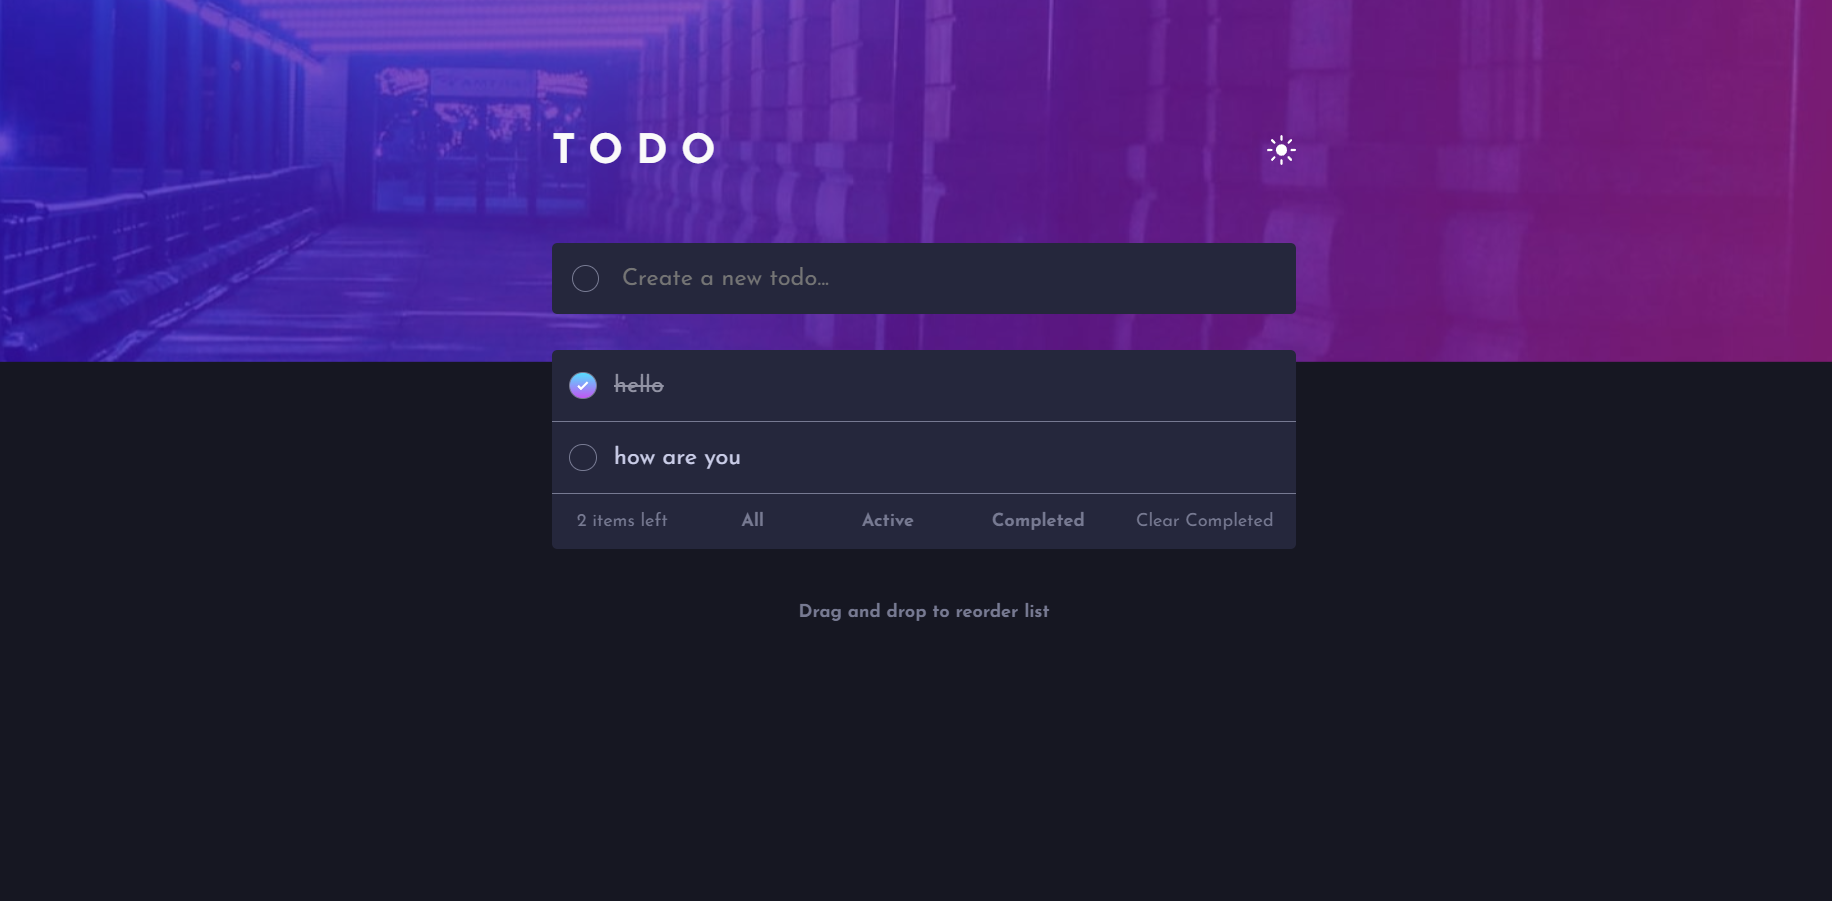 TODO
Create a new todo...
hello
how are you
2 items left All Active Completed Clear Completed
Drag and drop to reorder list